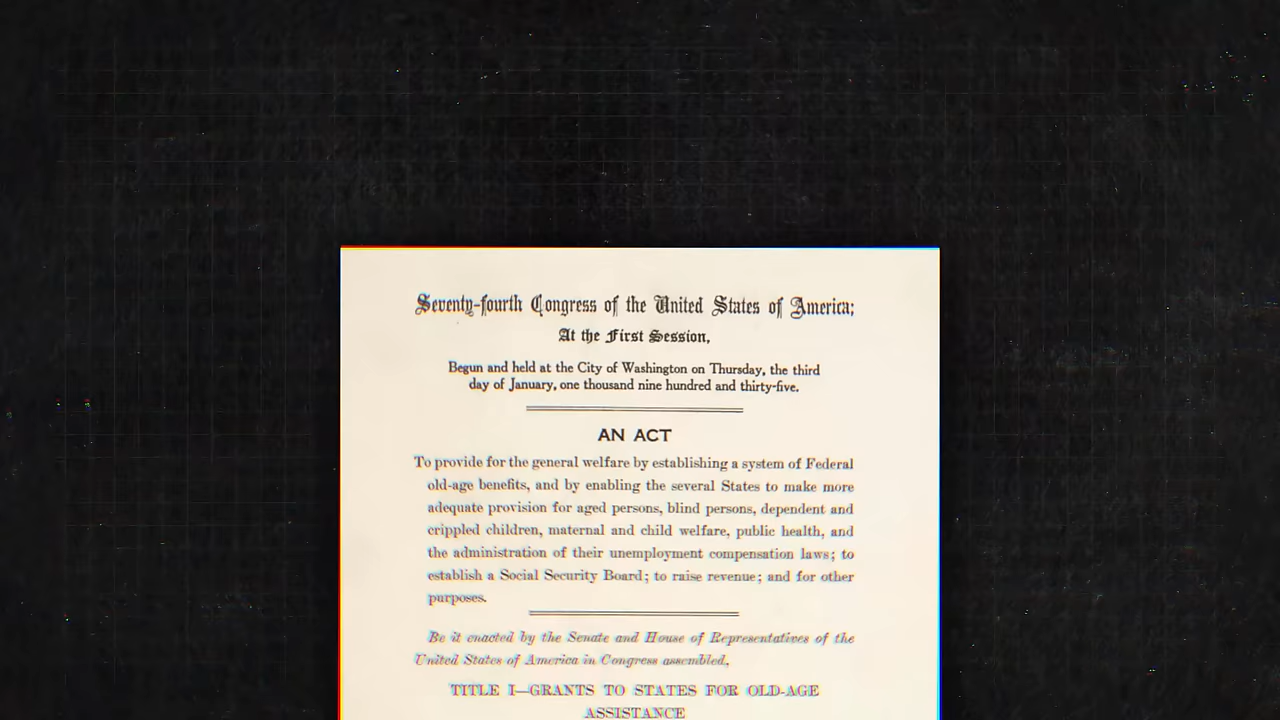 Seventy-fourth Congress of the United States of America;
At the First Session,
Begun and held at the City of Washington on Thursday, the third
day of January, one thousand nine hundred and thirty-five.
AN ACT
To provide for the general welfare by establishing a system of Federal
old-age benefits, and by enabling the several States to make more
adequate provision for aged persons, blind persons, dependent and
crippled children, maternal and child welfare, public health, and
the administration of their unemployment compensation laws; to
establish a Social Security Board; to raise revenue; and for other
purposes.
Be it enacted by the Senate and House of Representatives of the
United States of America in Congress assembled,
TITLE I—GRANTS TO STATES FOR OLD-AGE
ASSISTANCE